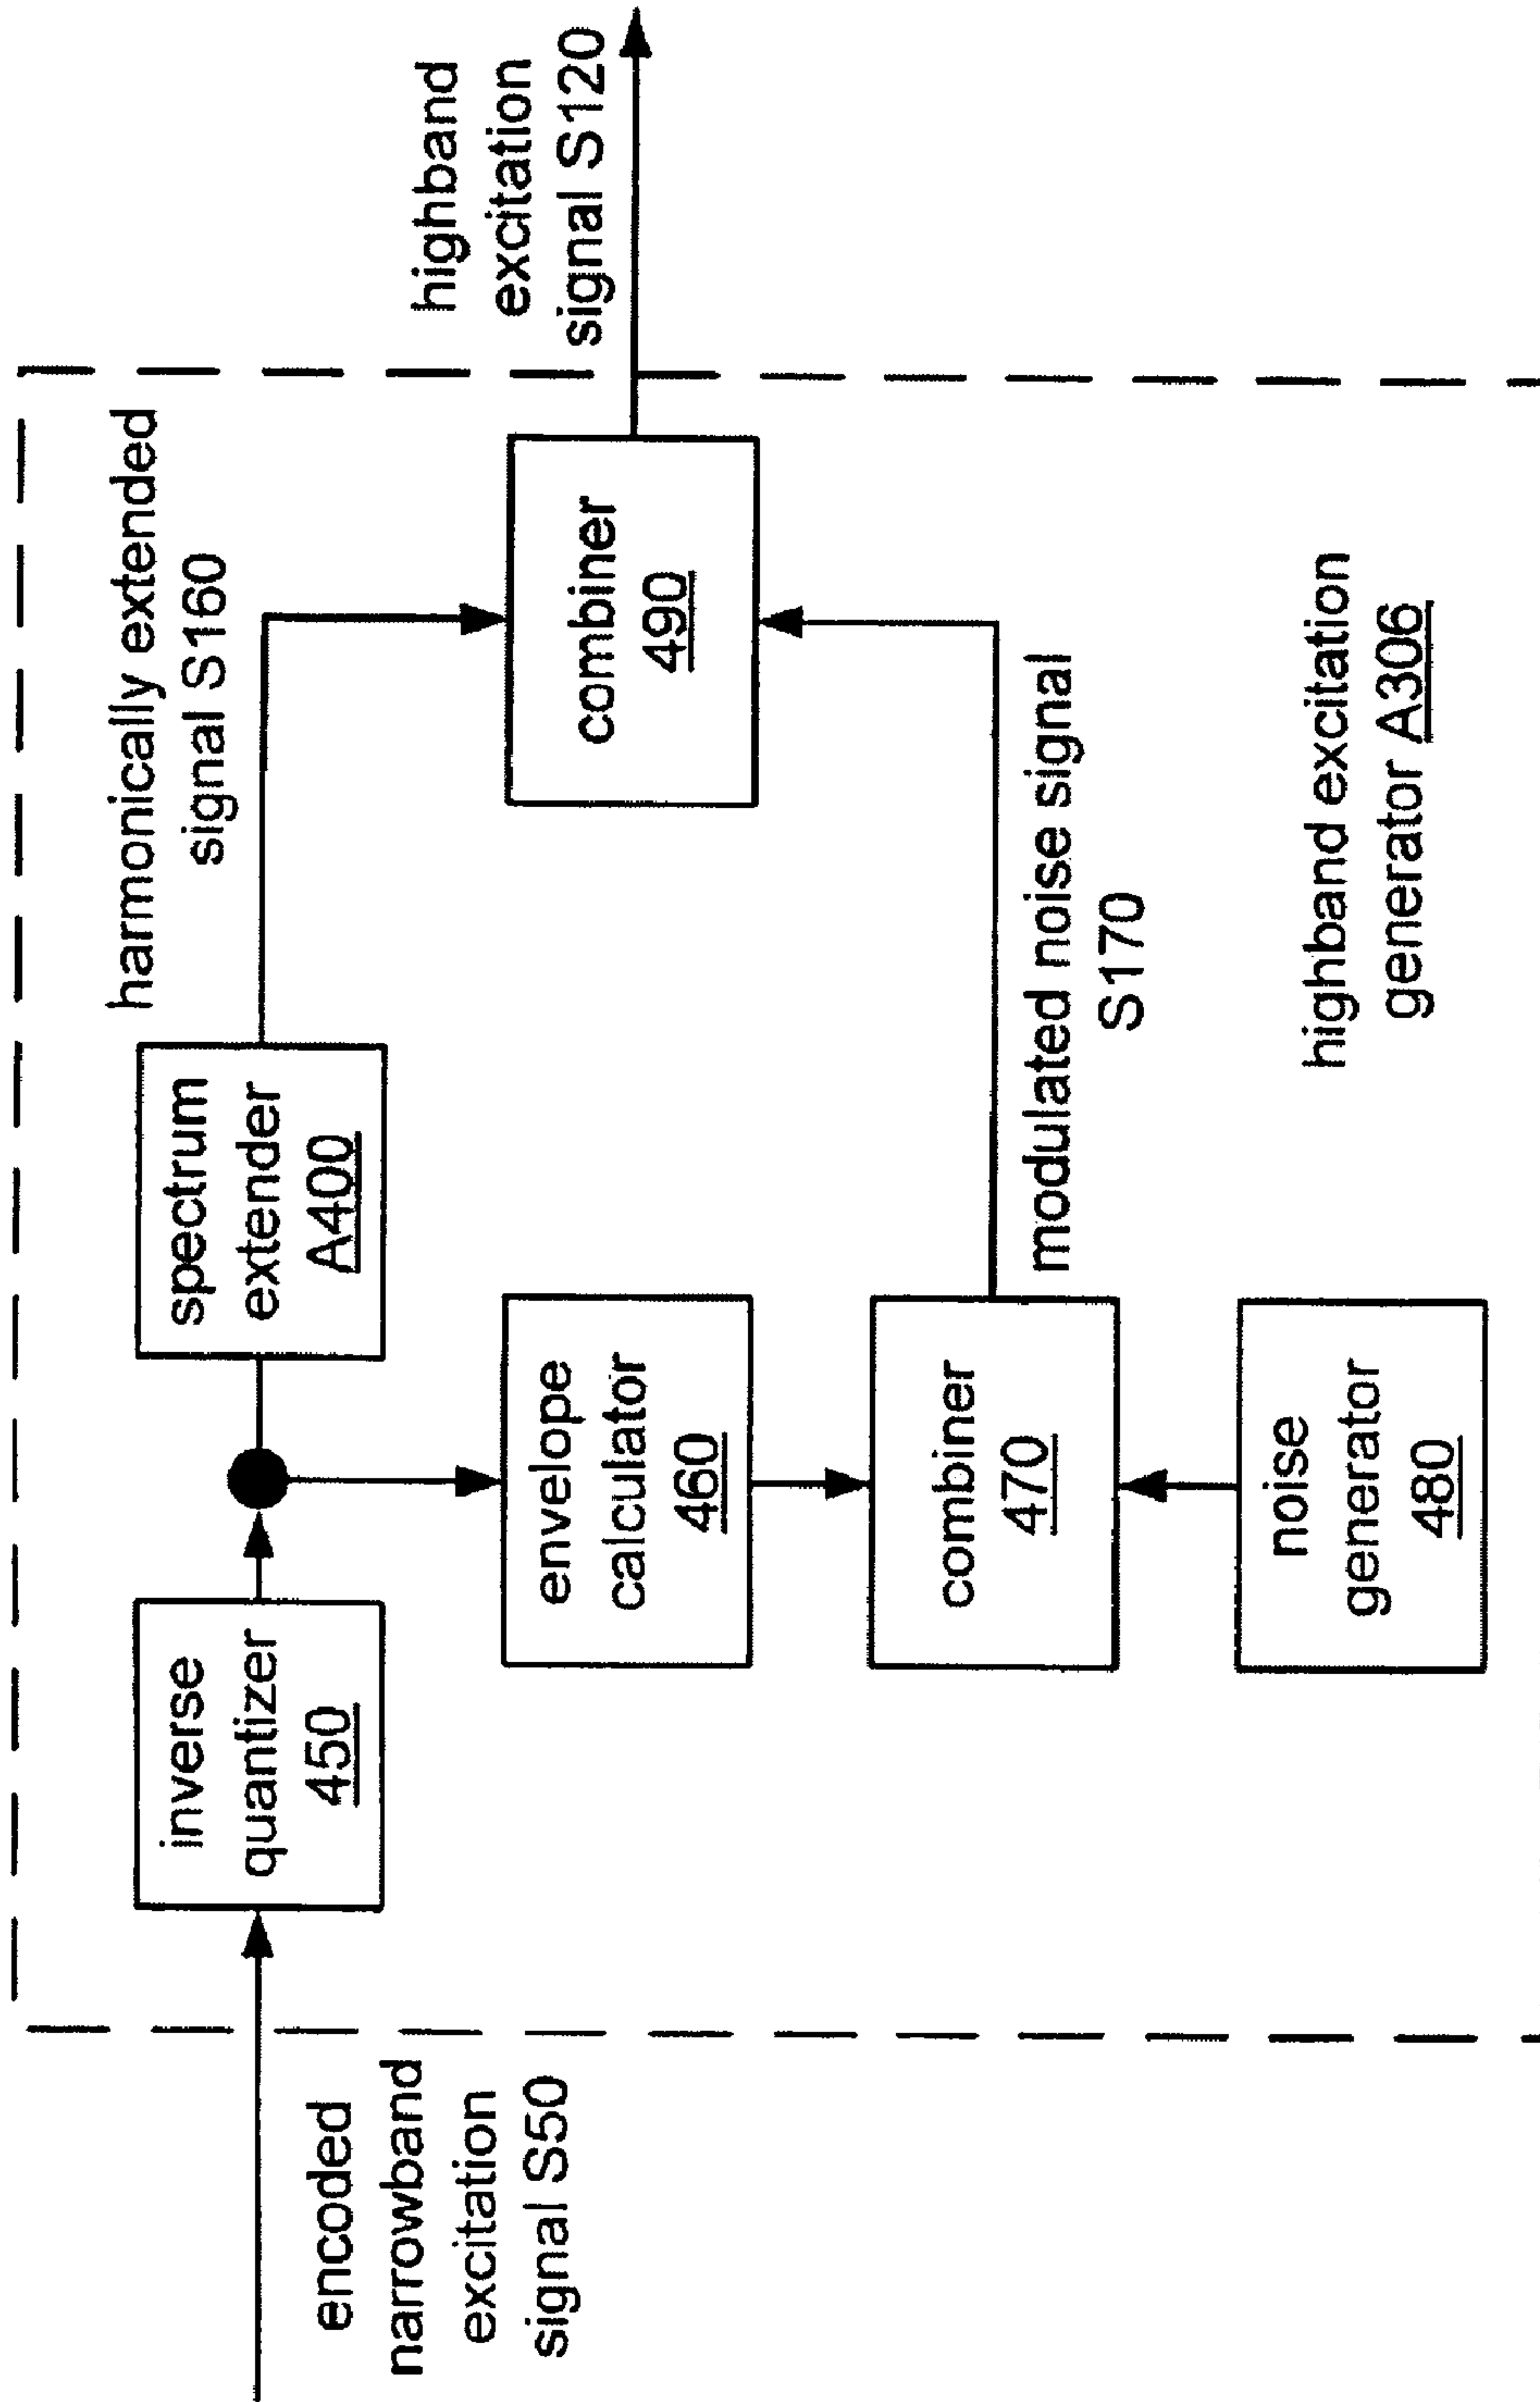 encoded
narrowband
excitation
signal S50
inverse
quantizer
450
spectrum
extender
A400
harmonically extended
signal S160
envelope
calculator
460
combiner
470
noise
generator
480
modulated noise signal
S170
combiner
490
highband
excitation
signal S120
highband excitation
generator A306